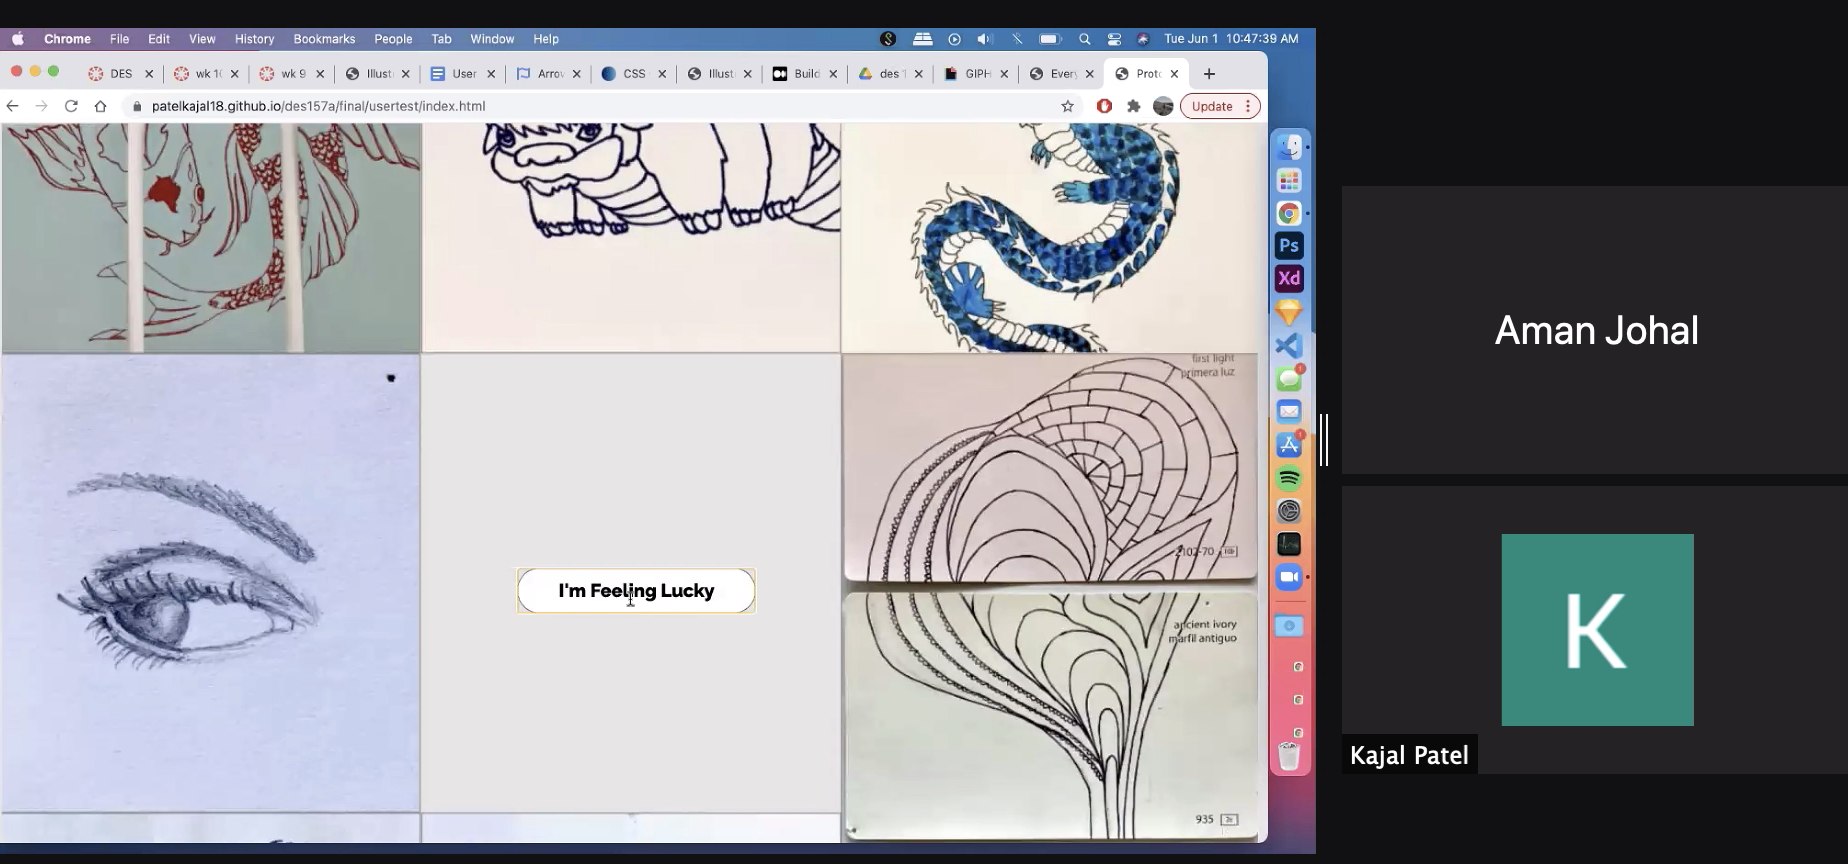 Chrome File Edit View History Bookmarks People Tab Window Help Tue Jun 1 10:47:39 AM
DES wk 1 wk 9 Illust User Arrov CSS Illust Build des GIPH Every Proto
patelkajal18.github.io/des157a/final/usertest/index.html Update
first light
primera luz
Ps
Xd
Aman Johal
2102-70
I'm Feeling Lucky
ancient ivory
marfil antiguo
935
K
Kajal Patel